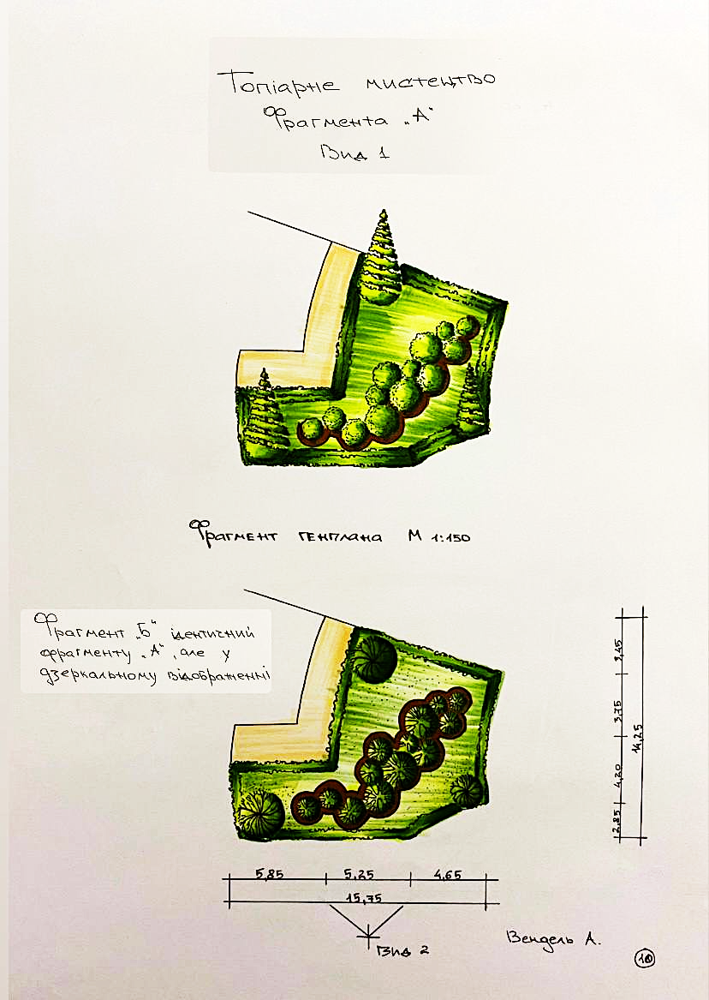 Топіарне мистецтво
Фрагмента „А"
Вид 1
Фрагмент генплана М 1:150
Фрагмент „Б" ідентичний
фрагменту „А", але у
дзеркальному відображенні
3,45
3,75
4,20
2,85
14,25
5,85 5,25 4,65
15,75
Вид 2
Вендель А.
10